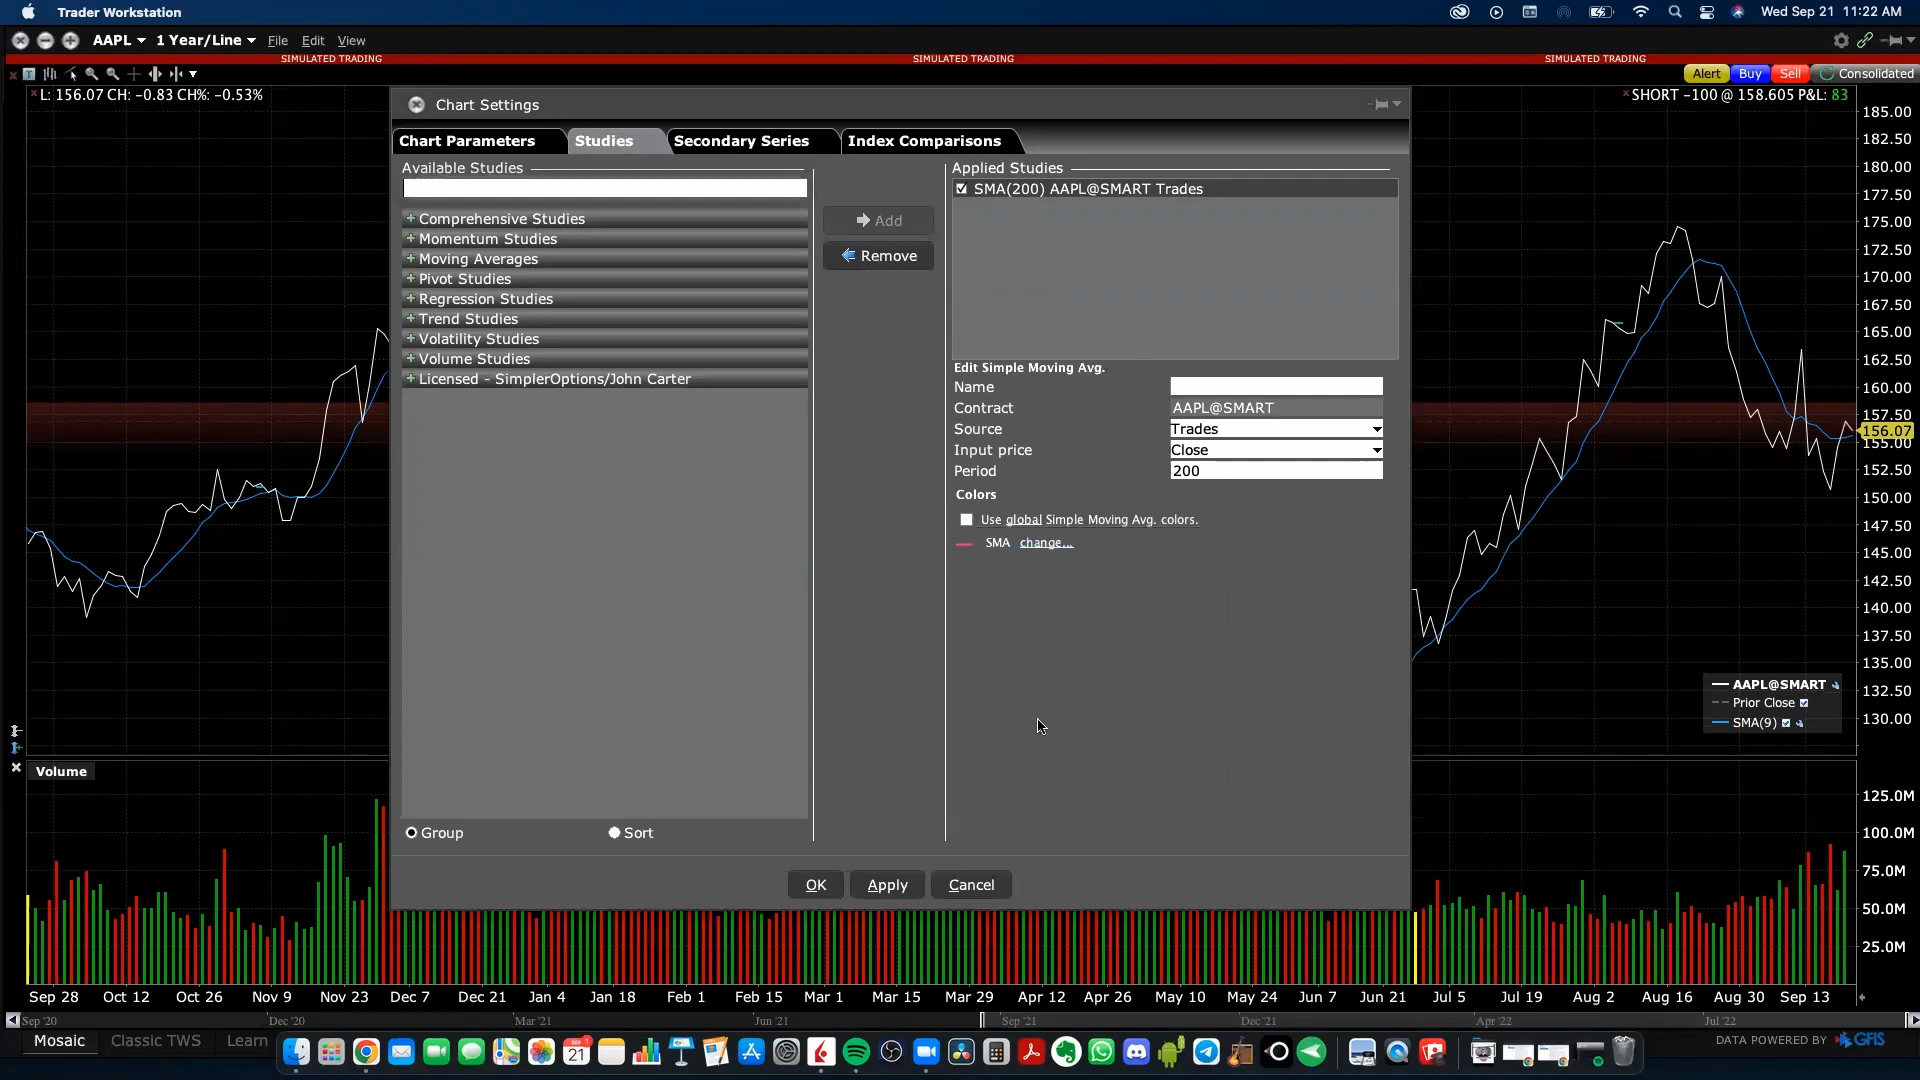 Trader Workstation
Wed Sep 21 11:22 AM
AAPL
1 Year/Line
File
Edit
View
SIMULATED TRADING
SIMULATED TRADING
SIMULATED TRADING
Alert
Buy
Sell
Consolidated
L: 156.07 CH: -0.83 CH%: -0.53%
SHORT -100 @ 158.605 P&L: 83
Chart Settings
Chart Parameters
Studies
Secondary Series
Index Comparisons
Available Studies
Comprehensive Studies
Momentum Studies
Moving Averages
Pivot Studies
Regression Studies
Trend Studies
Volatility Studies
Volume Studies
Licensed - SimplerOptions/John Carter
Group
Sort
Add
Remove
Applied Studies
SMA(200) AAPL@SMART Trades
Edit Simple Moving Avg.
Name
Contract
AAPL@SMART
Source
Trades
Input price
Close
Period
200
Colors
Use global Simple Moving Avg. colors.
SMA
change...
OK
Apply
Cancel
185.00
182.50
180.00
177.50
175.00
172.50
170.00
167.50
165.00
162.50
160.00
157.50
156.07
155.00
152.50
150.00
147.50
145.00
142.50
140.00
137.50
135.00
132.50
130.00
AAPL@SMART
Prior Close
SMA(9)
Volume
125.0M
100.0M
75.0M
50.0M
25.0M
Sep 28
Oct 12
Oct 26
Nov 9
Nov 23
Dec 7
Dec 21
Jan 4
Jan 18
Feb 1
Feb 15
Mar 1
Mar 15
Mar 29
Apr 12
Apr 26
May 10
May 24
Jun 7
Jun 21
Jul 5
Jul 19
Aug 2
Aug 16
Aug 30
Sep 13
Sep '20
Dec '20
Mar '21
Jun '21
Sep '21
Dec '21
Apr '22
Jul '22
Mosaic
Classic TWS
Learn
SEP
21
1
DATA POWERED BY
GFIS